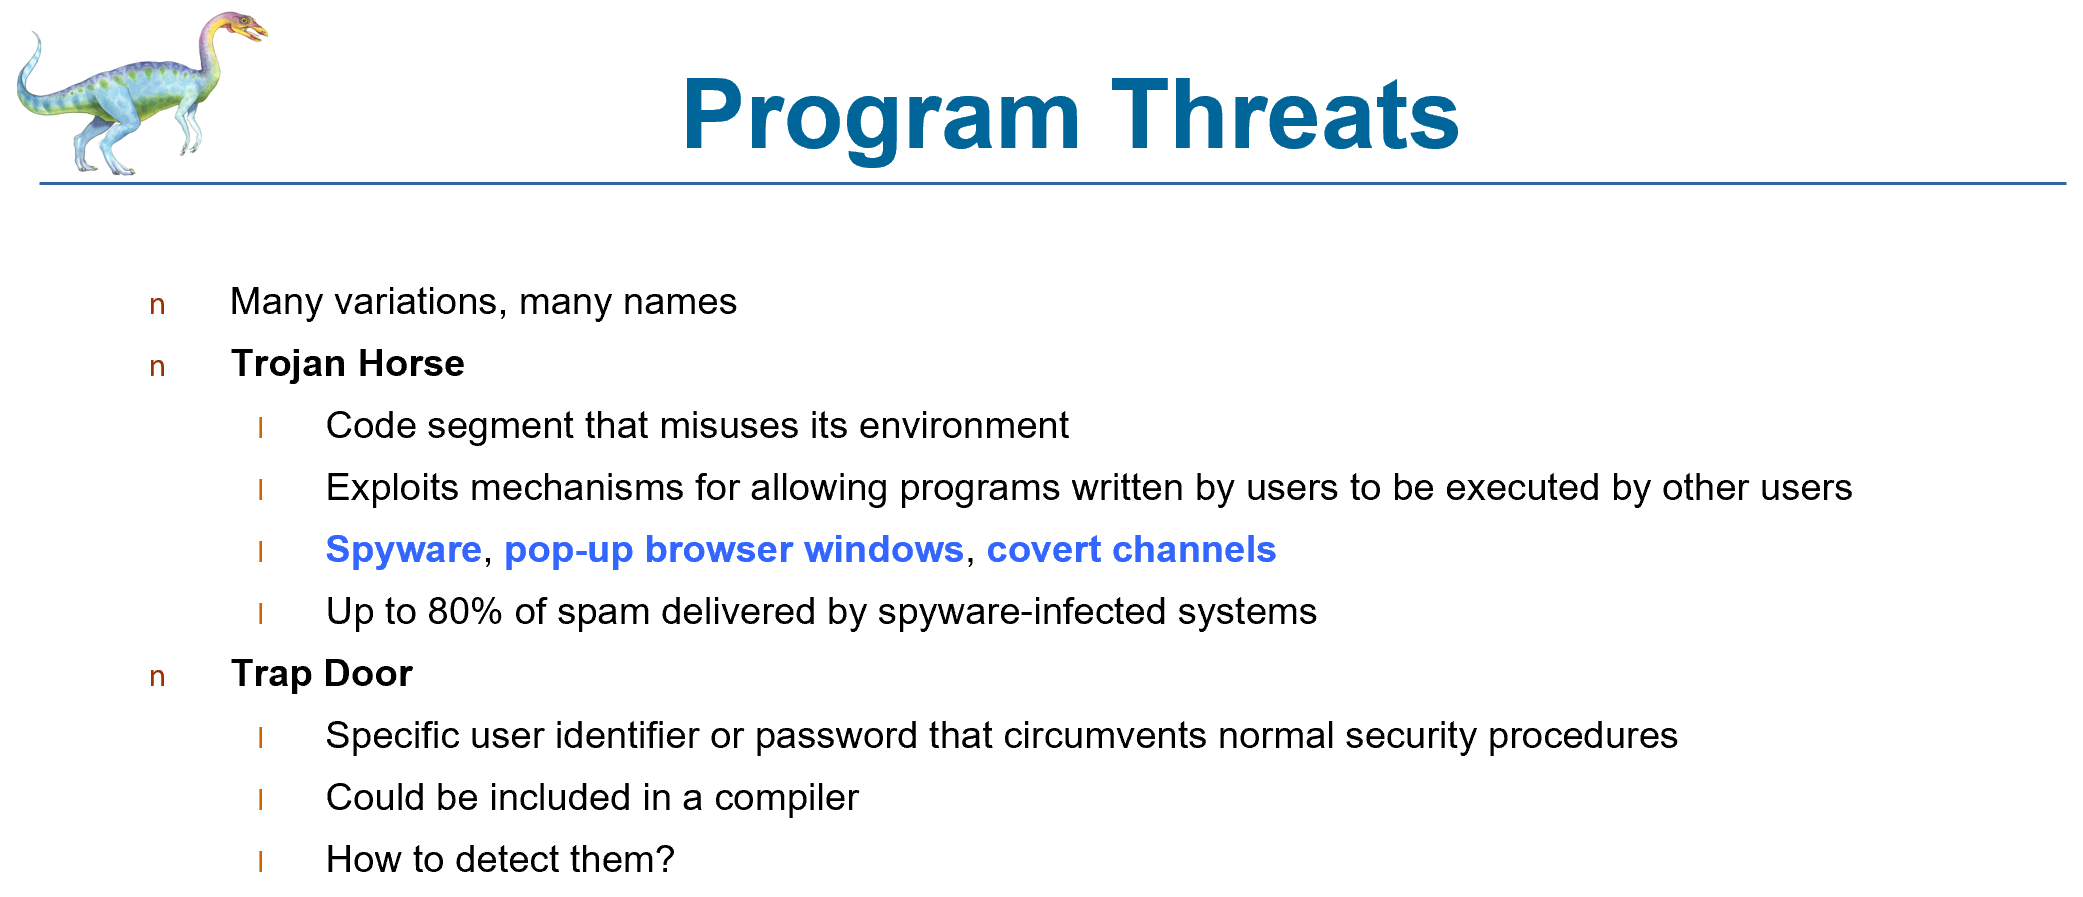 Program Threats
n Many variations, many names
n Trojan Horse
l Code segment that misuses its environment
l Exploits mechanisms for allowing programs written by users to be executed by other users
l Spyware, pop-up browser windows, covert channels
l Up to 80% of spam delivered by spyware-infected systems
n Trap Door
l Specific user identifier or password that circumvents normal security procedures
l Could be included in a compiler
l How to detect them?